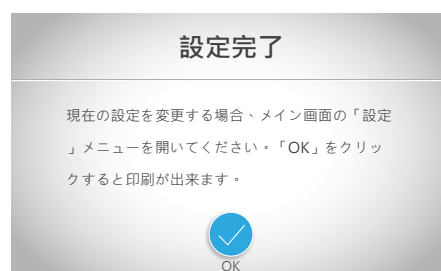 設定完了
現在の設定を変更する場合、メイン画面の「設定
」メニューを開いてください。「OK」をクリッ
クすると印刷が出来ます。
OK